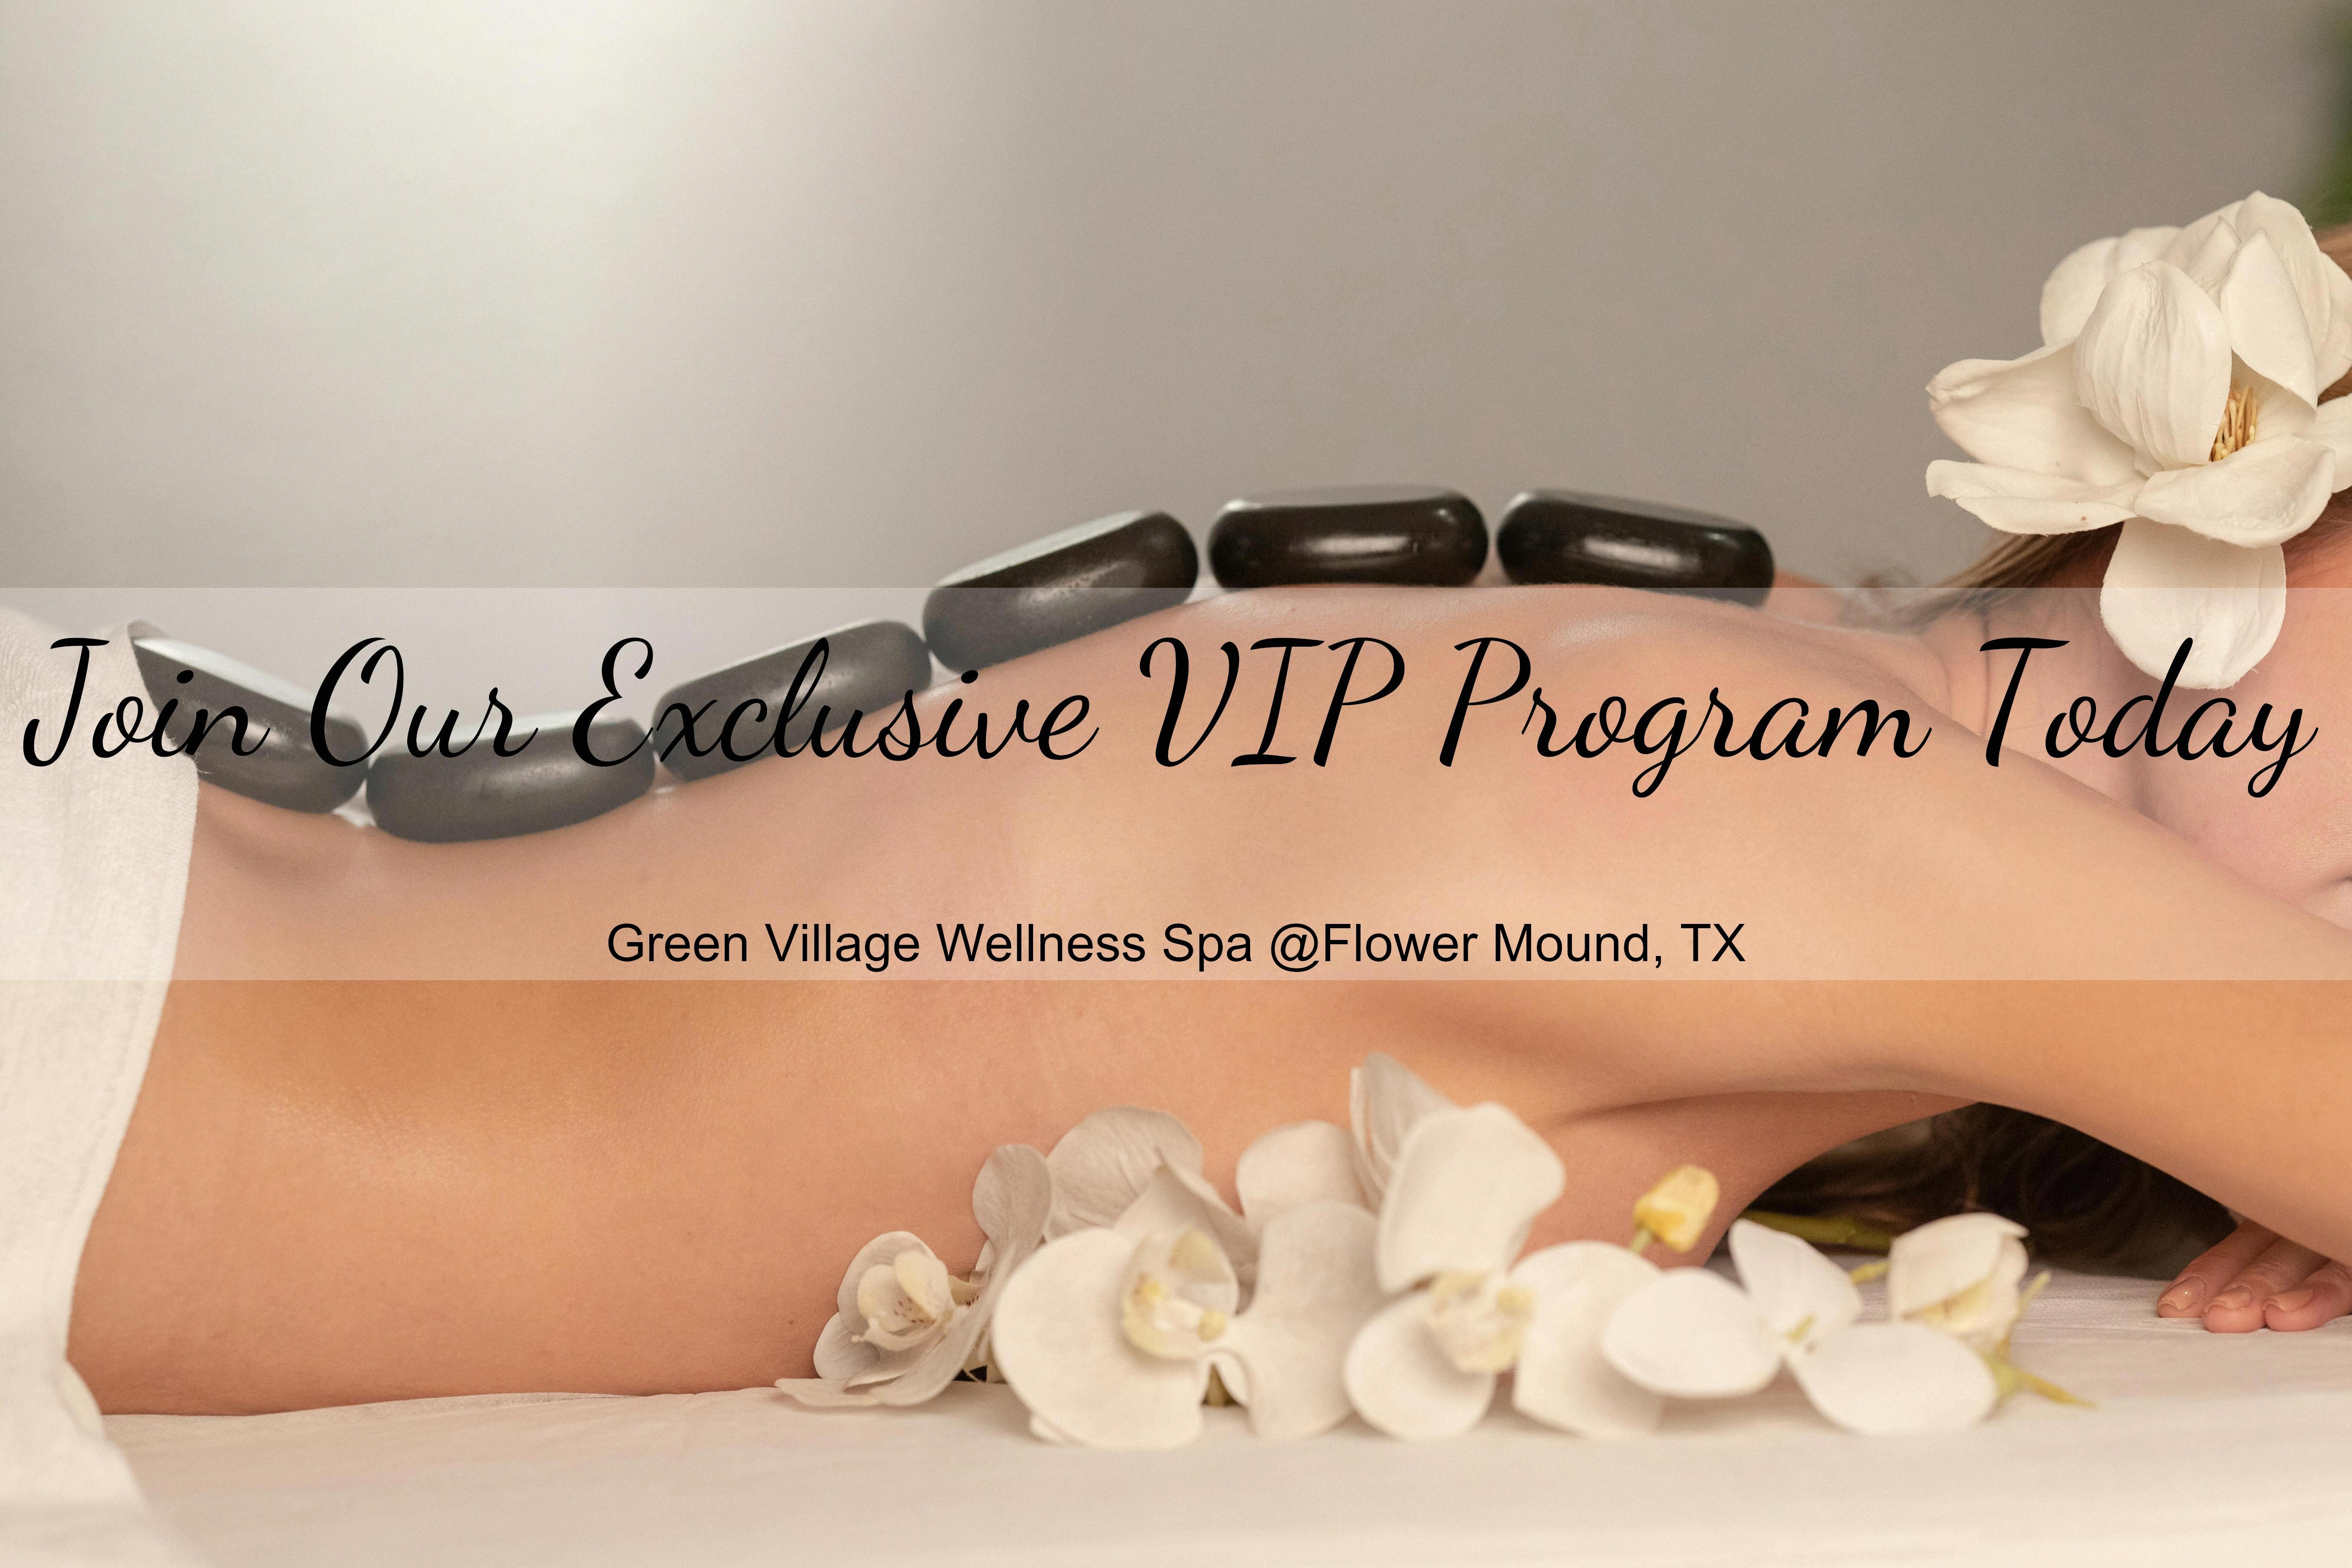 Join Our Exclusive VIP Program Today
Green Village Wellness Spa @Flower Mound, TX